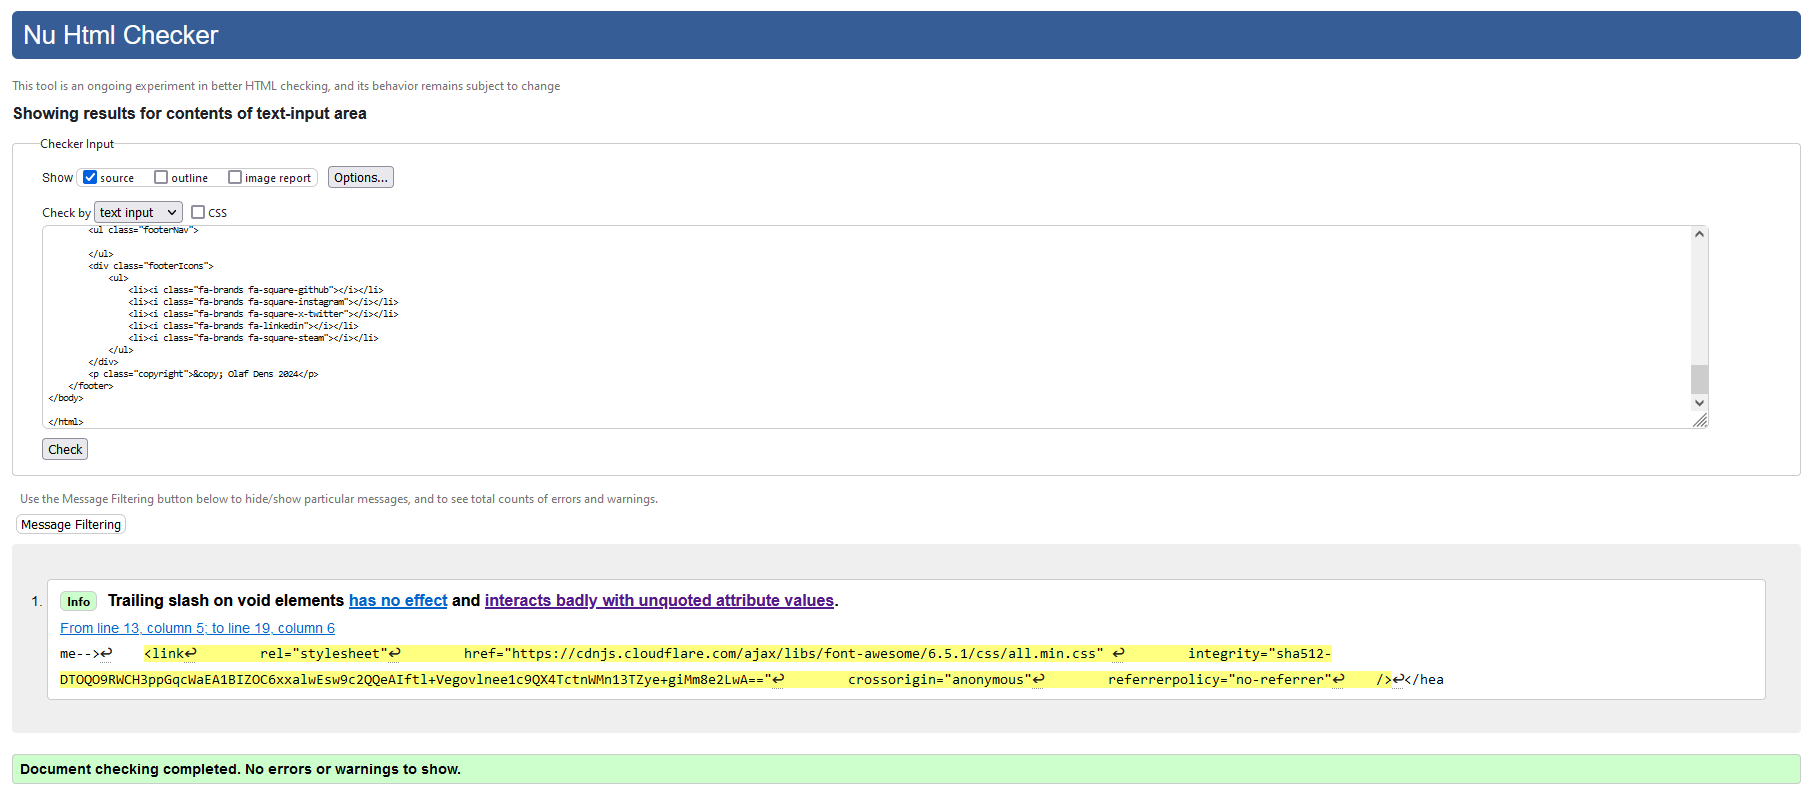 Nu Html Checker
This tool is an ongoing experiment in better HTML checking, and its behavior remains subject to change
Showing results for contents of text-input area
Checker Input
Show source outline image report Options...
Check by text input CSS
<ul class="footerNav">
</ul>
<div class="footerIcons">
<ul>
<li><i class="fa-brands fa-square-github"></i></li>
<li><i class="fa-brands fa-square-instagram"></i></li>
<li><i class="fa-brands fa-square-x-twitter"></i></li>
<li><i class="fa-brands fa-linkedin"></i></li>
<li><i class="fa-brands fa-square-steam"></i></li>
</ul>
</div>
<p class="copyright">&copy; Olaf Dens 2024</p>
</footer>
</body>
</html>
Check
Use the Message Filtering button below to hide/show particular messages, and to see total counts of errors and warnings.
Message Filtering
1. Info Trailing slash on void elements has no effect and interacts badly with unquoted attribute values.
From line 13, column 5; to line 19, column 6
me-->↩ <link↩ rel="stylesheet"↩ href="https://cdnjs.cloudflare.com/ajax/libs/font-awesome/6.5.1/css/all.min.css" ↩ integrity="sha512-
DTOQO9RWCH3ppGqcWaEA1BIZOC6xxalwEsw9c2QQeAIftl+Vegovlnee1c9QX4TctnWMn13TZye+giMm8e2LwA=="↩ crossorigin="anonymous"↩ referrerpolicy="no-referrer"↩ />↩</hea
Document checking completed. No errors or warnings to show.